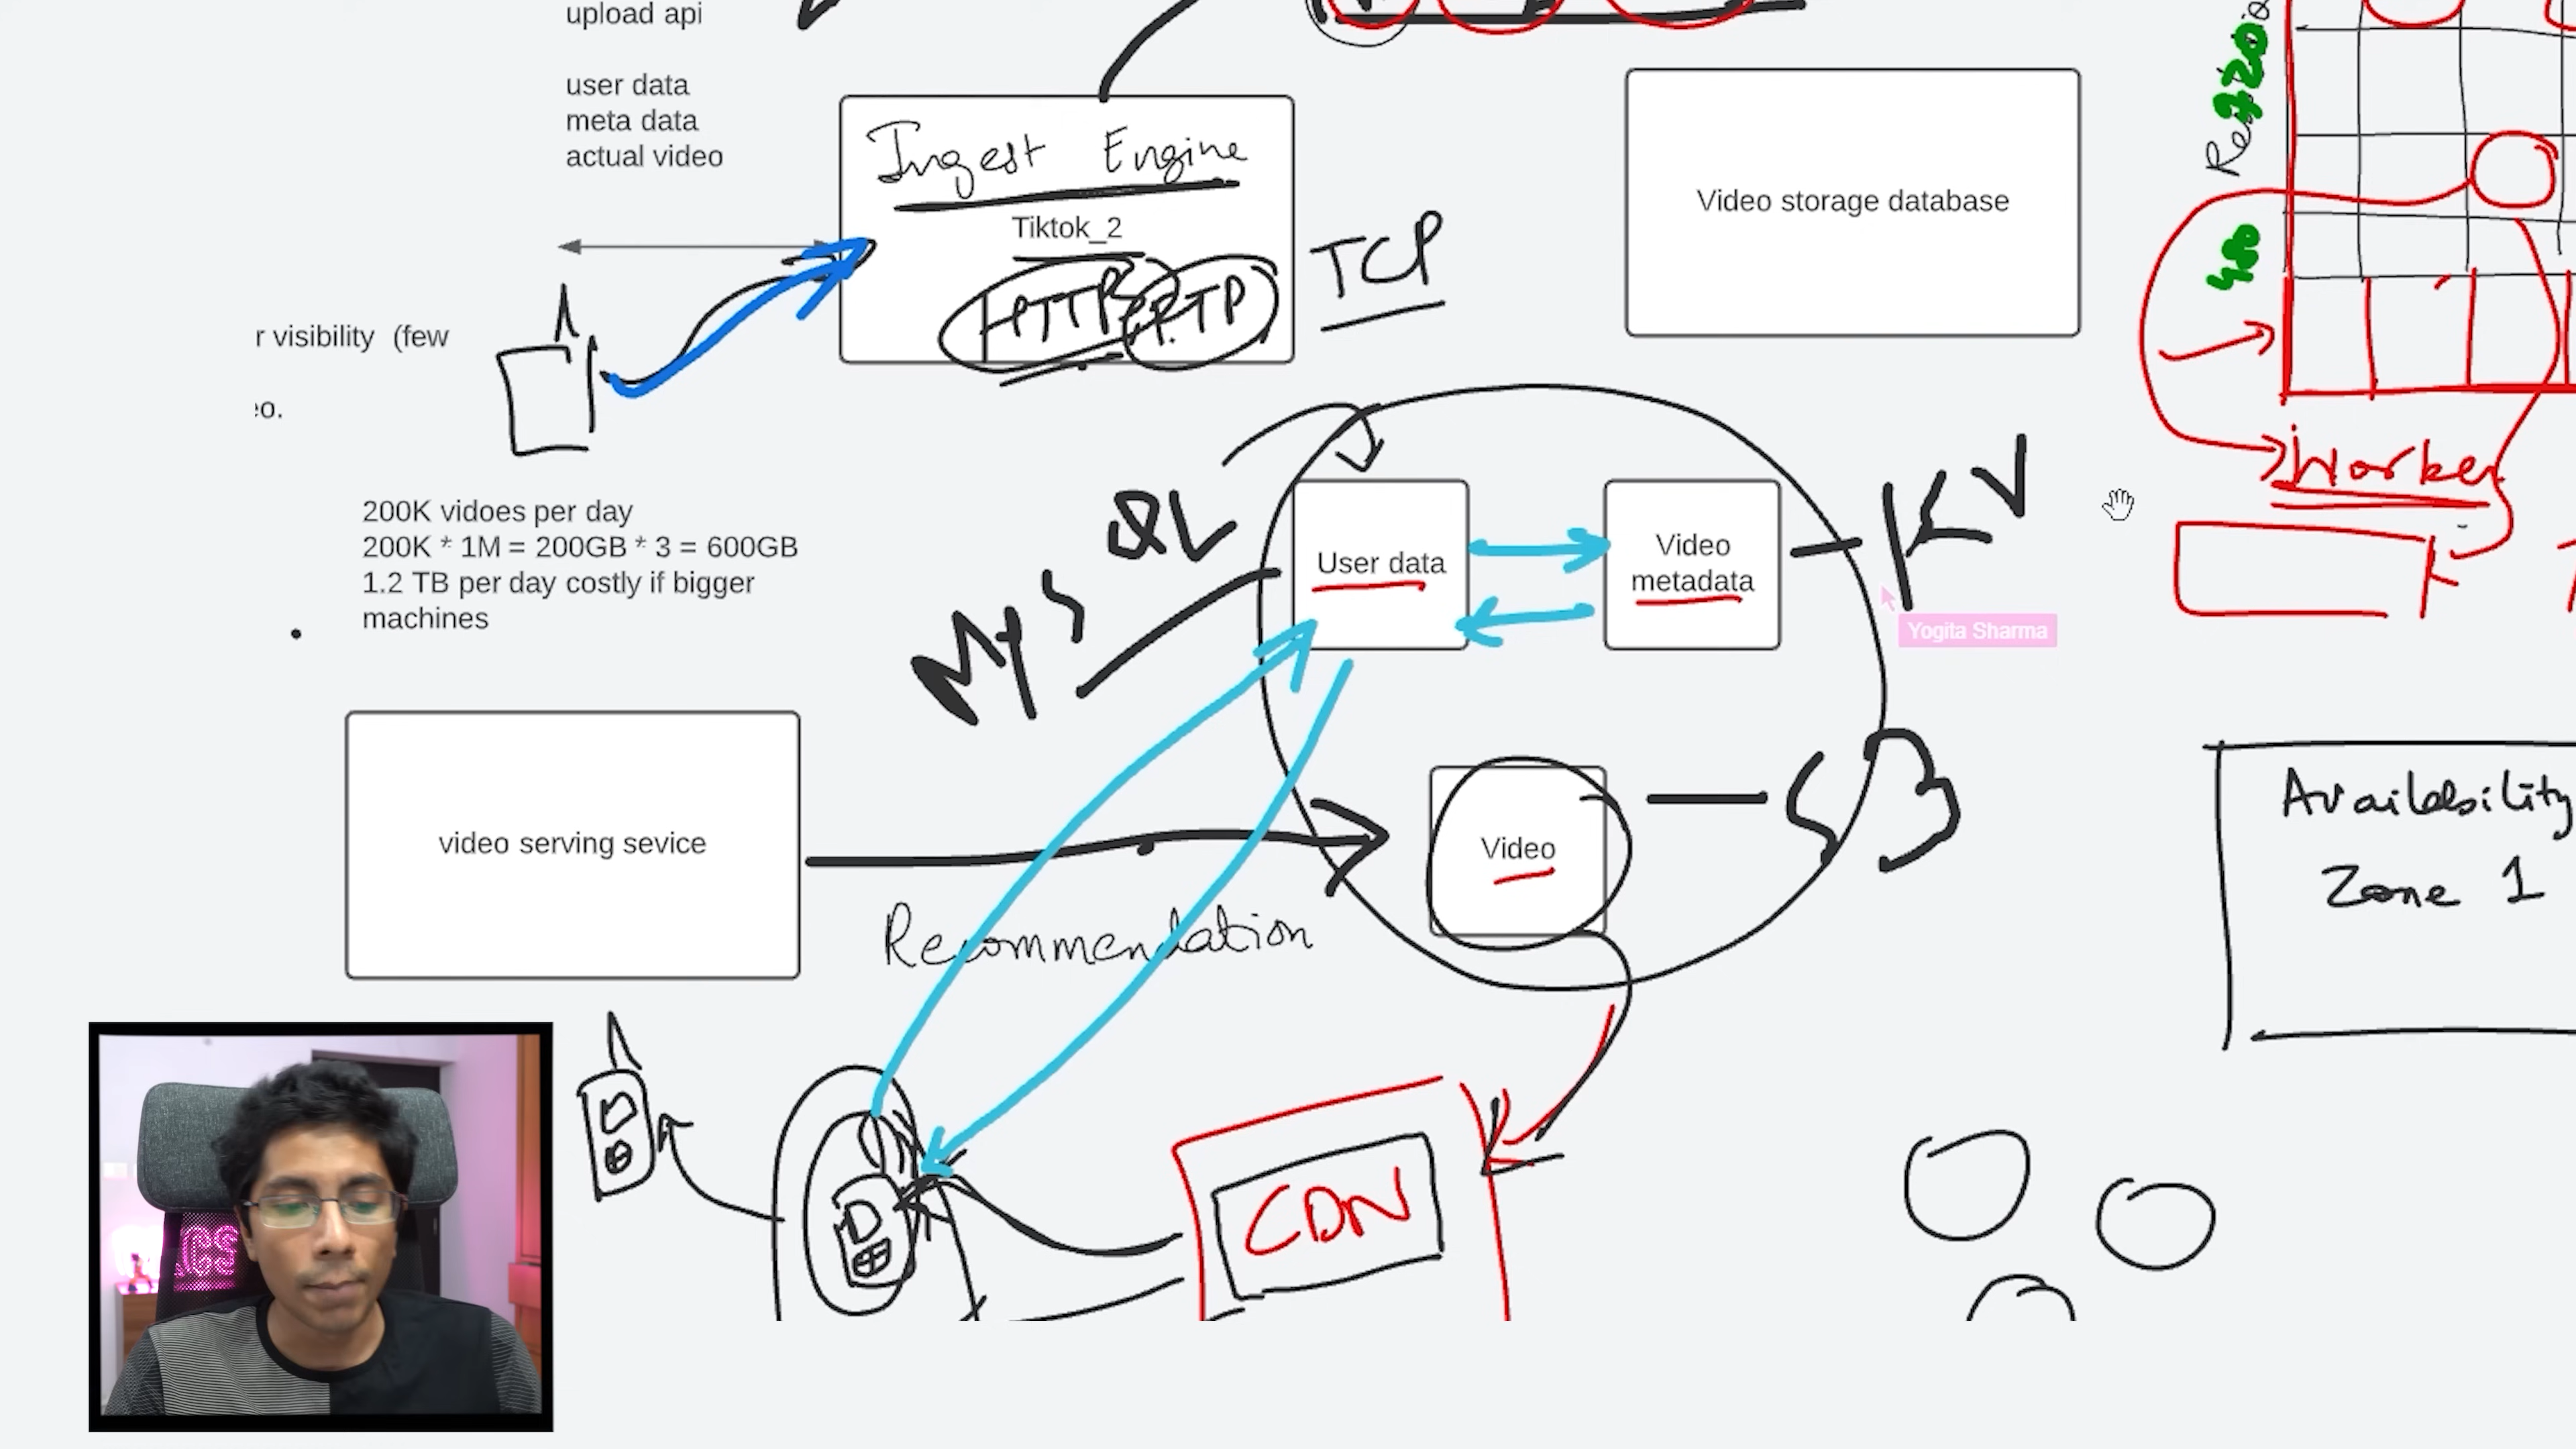 upload api
user data
meta data
actual video
Ingest Engine
Tiktok_2
HTTP
TCP
Video storage database
720
480
r visibility (few
eo.
Worker
200K vidoes per day
200K * 1M = 200GB * 3 = 600GB
1.2 TB per day costly if bigger
machines
MySQL
User data
Video
metadata
KV
Yogita Sharma
video serving sevice
Video
S3
Recommendation
Availability
Zone 1
CDN